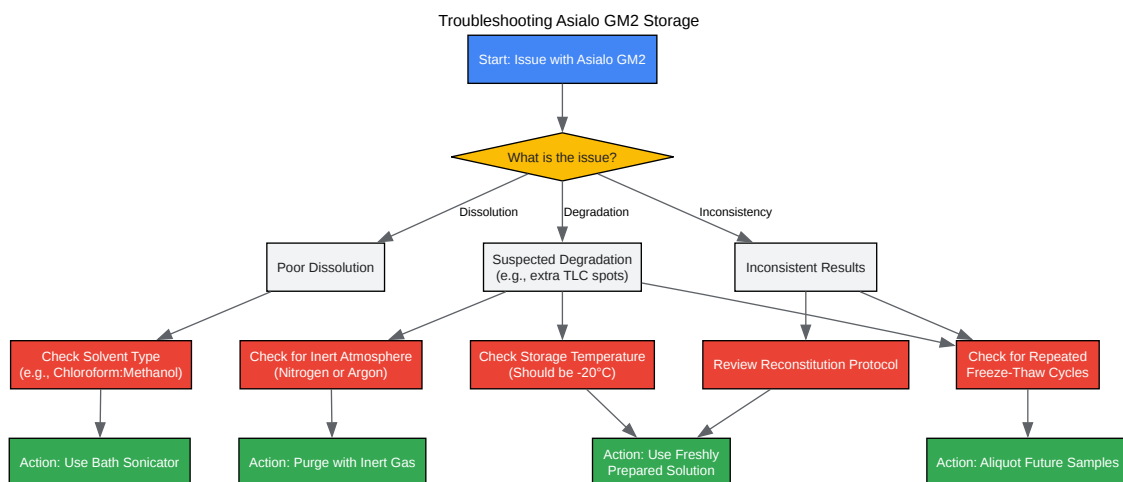 Troubleshooting Asialo GM2 Storage
Start: Issue with Asialo GM2
What is the issue?
Dissolution
Degradation
Inconsistency
Poor Dissolution
Suspected Degradation
(e.g., extra TLC spots)
Inconsistent Results
Check Solvent Type
(e.g., Chloroform:Methanol)
Check for Inert Atmosphere
(Nitrogen or Argon)
Check Storage Temperature
(Should be -20°C)
Review Reconstitution Protocol
Check for Repeated
Freeze-Thaw Cycles
Action: Use Bath Sonicator
Action: Purge with Inert Gas
Action: Use Freshly
Prepared Solution
Action: Aliquot Future Samples